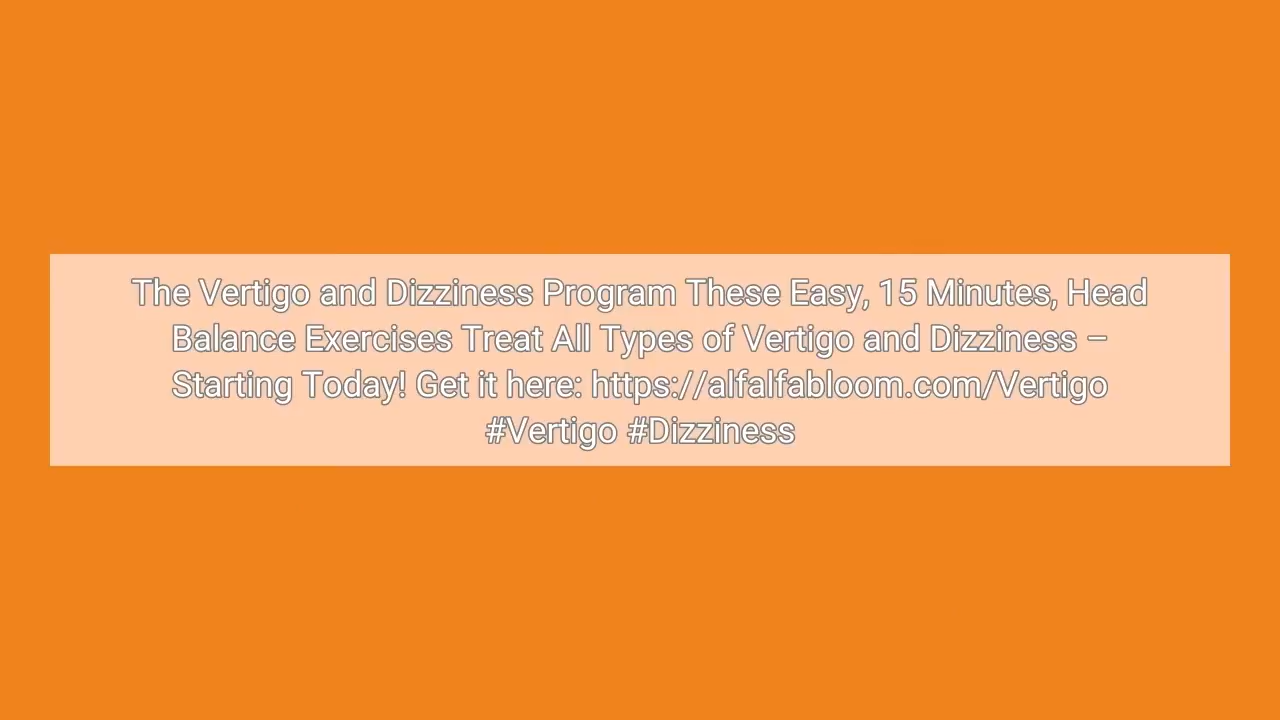 The Vertigo and Dizziness Program These Easy, 15 Minutes, Head
Balance Exercises Treat All Types of Vertigo and Dizziness –
Starting Today! Get it here: https://alfalfabloom.com/Vertigo
#Vertigo #Dizziness